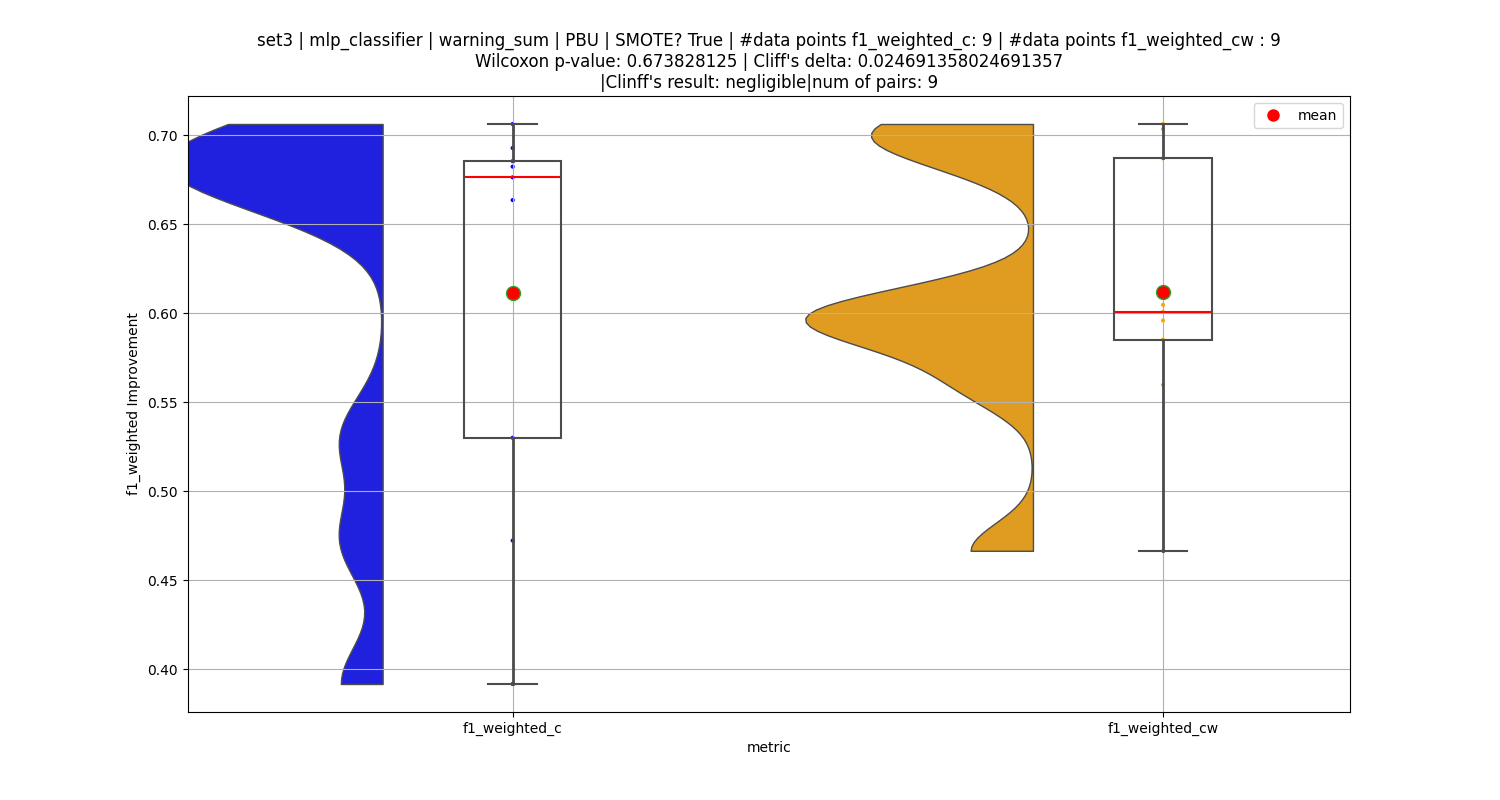 set3 | mlp_classifier | warning_sum | PBU | SMOTE? True | #data points f1_weighted_c: 9 | #data points f1_weighted_cw : 9
Wilcoxon p-value: 0.673828125 | Cliff's delta: 0.024691358024691357
|Clinff's result: negligible|num of pairs: 9
mean
0.70
0.65
0.60
0.55
0.50
0.45
0.40
f1_weighted Improvement
f1_weighted_c
f1_weighted_cw
metric